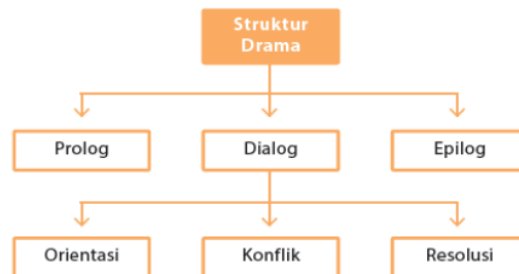 Struktur
Drama
Prolog
Dialog
Epilog
Orientasi
Konflik
Resolusi